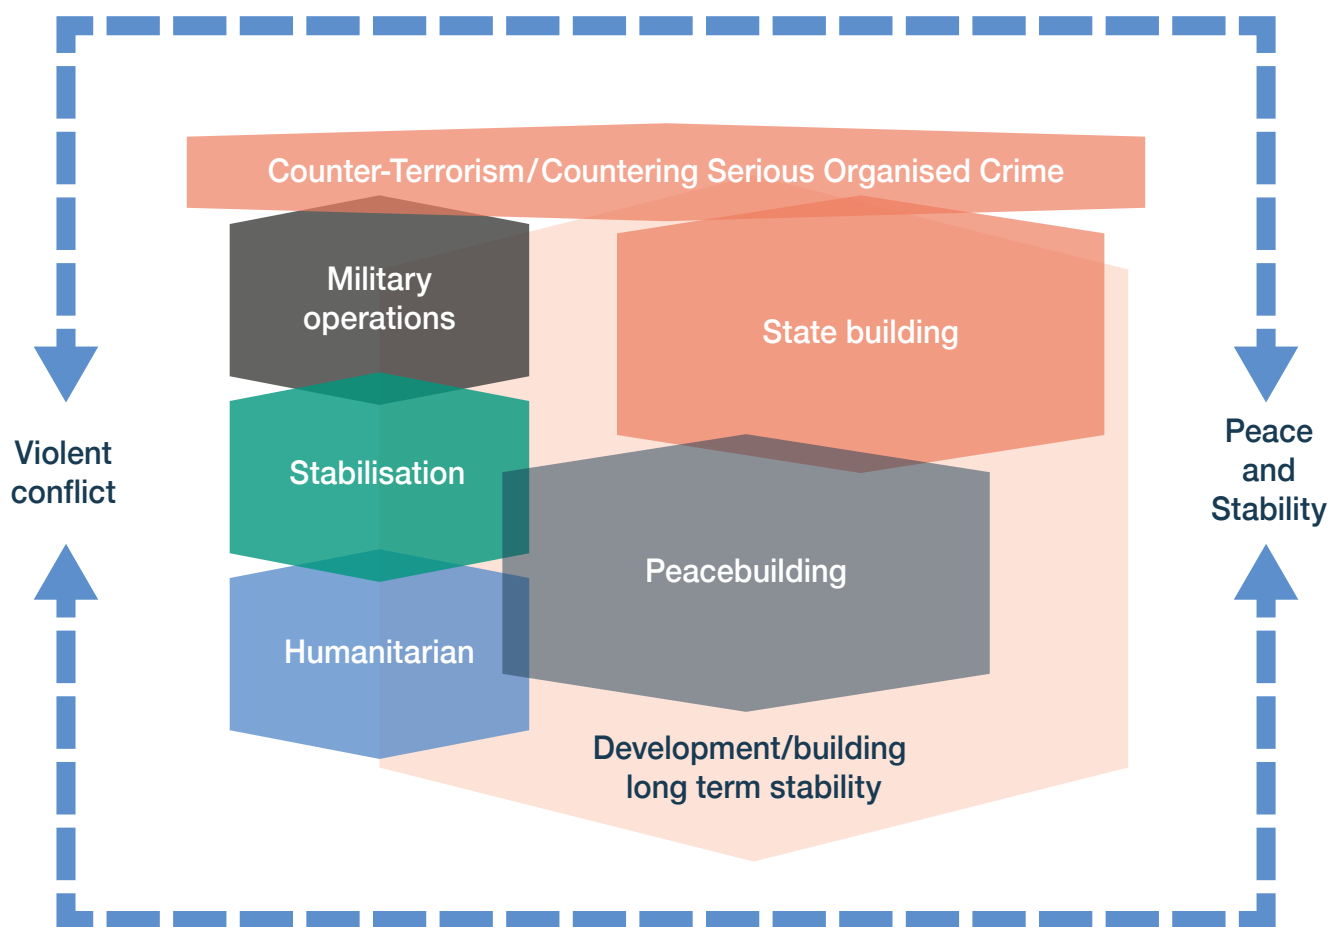 Counter-Terrorism/Countering Serious Organised Crime
Military
operations
State building
Violent
conflict
Stabilisation
Peace
and
Stability
Peacebuilding
Humanitarian
Development/building
long term stability